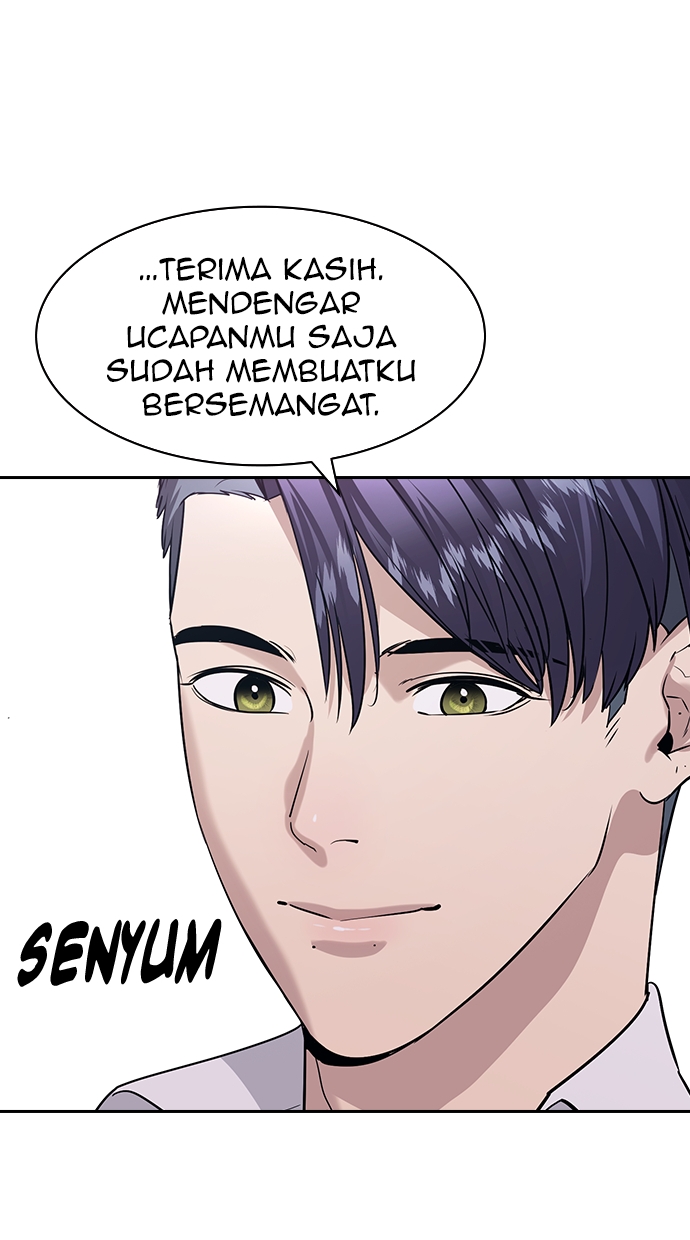 ...TERIMA KASIH.
MENDENGAR
UCAPANMU SAJA
SUDAH MEMBUATKU
BERSEMANGAT.
SENYUM